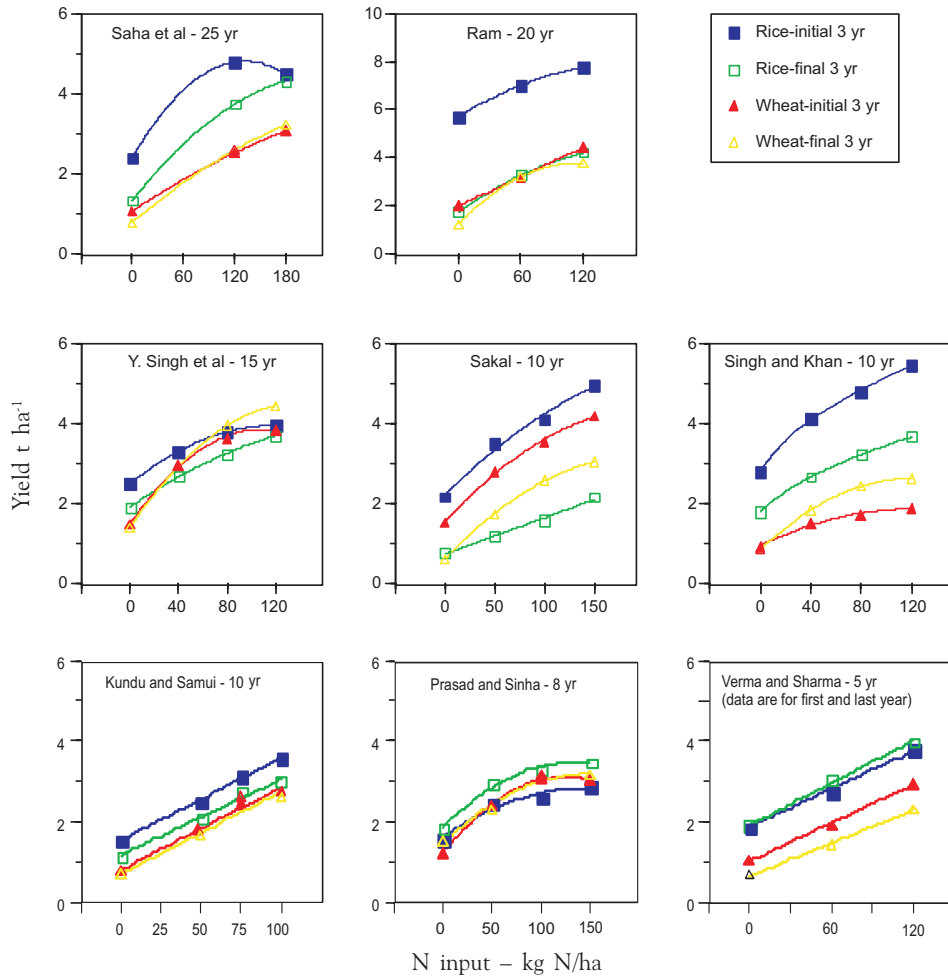 Saha et al - 25 yr
6
4
2
0
0 60 120 180
Ram - 20 yr
10
8
6
4
2
0
0 60 120
Rice-initial 3 yr
Rice-final 3 yr
Wheat-initial 3 yr
Wheat-final 3 yr
Yield t ha-1
Y. Singh et al - 15 yr
6
4
2
0
0 40 80 120
Sakal - 10 yr
6
4
2
0
0 50 100 150
Singh and Khan - 10 yr
6
4
2
0
0 40 80 120
Kundu and Samui - 10 yr
6
4
2
0
0 25 50 75 100
Prasad and Sinha - 8 yr
6
4
2
0
0 50 100 150
Verma and Sharma - 5 yr
(data are for first and last year)
6
4
2
0
0 60 120
N input – kg N/ha